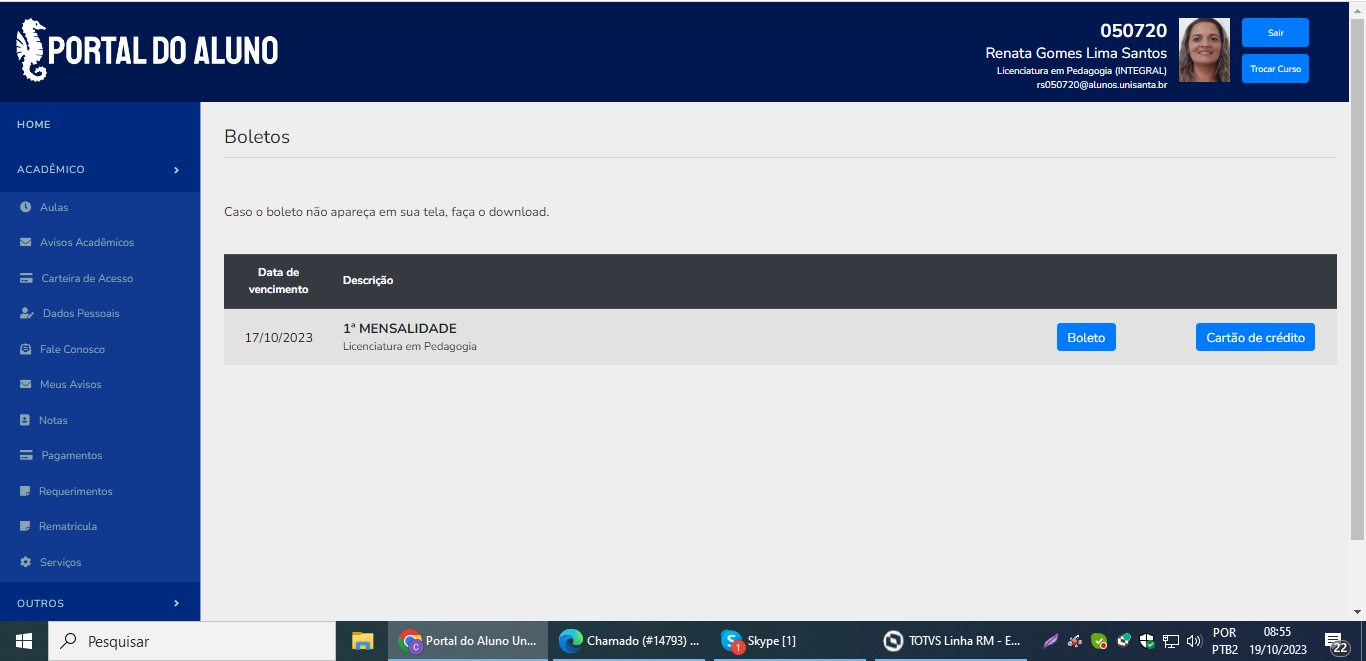 PORTAL DO ALUNO
050720
Renata Gomes Lima Santos
Licenciatura em Pedagogia (INTEGRAL)
rs050720@alunos.unisanta.br
Sair
Trocar Curso
HOME
ACADÊMICO
Aulas
Avisos Acadêmicos
Carteira de Acesso
Dados Pessoais
Fale Conosco
Meus Avisos
Notas
Pagamentos
Requerimentos
Rematricula
Serviços
OUTROS
Boletos
Caso o boleto não apareça em sua tela, faça o download.
Data de
vencimento
Descrição
17/10/2023
1ª MENSALIDADE
Licenciatura em Pedagogia
Boleto
Cartão de crédito
Pesquisar
C
Portal do Aluno Un...
Chamado (#14793) ...
1
Skype [1]
TOTVS Linha RM - E...
POR
PTB2
08:55
19/10/2023
22